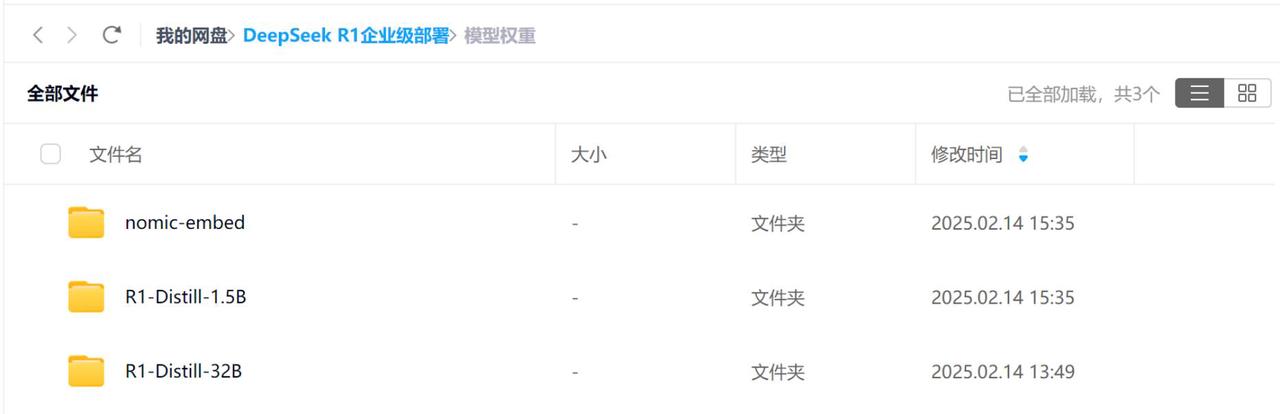 我的网盘> DeepSeek R1企业级部署> 模型权重
全部文件 已全部加载，共3个
文件名 大小 类型 修改时间
nomic-embed - 文件夹 2025.02.14 15:35
R1-Distill-1.5B - 文件夹 2025.02.14 15:35
R1-Distill-32B - 文件夹 2025.02.14 13:49